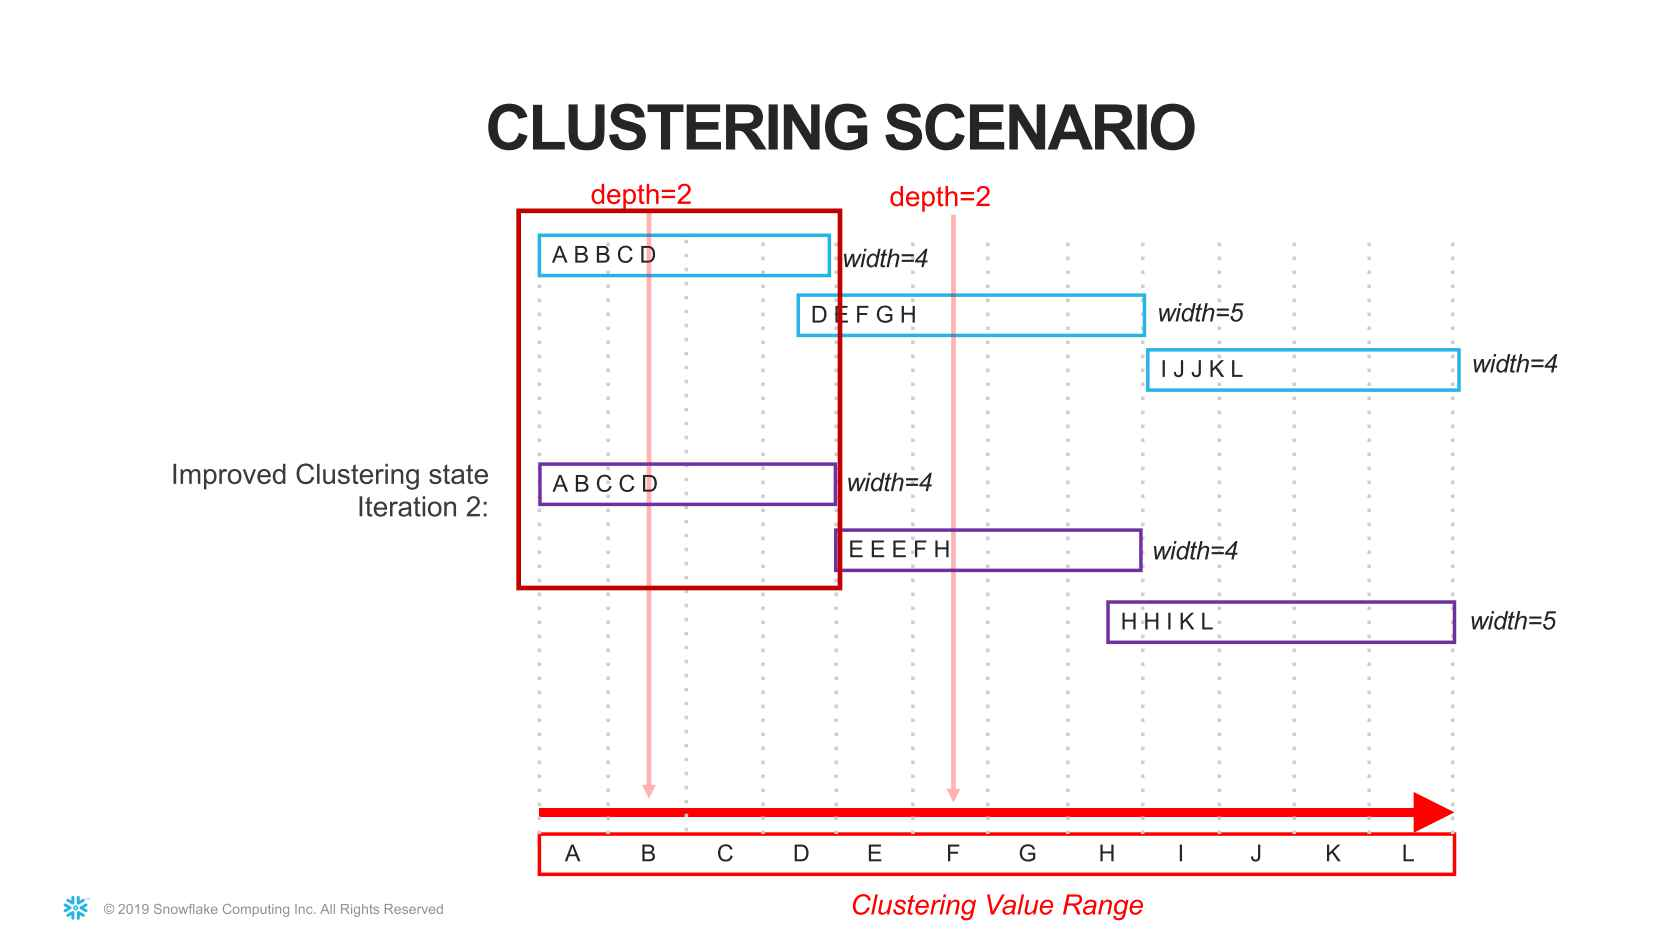 CLUSTERING SCENARIO
depth=2
depth=2
A B B C D
width=4
D E F G H
width=5
I J J K L
width=4
Improved Clustering state
Iteration 2:
A B C C D
width=4
E E E F H
width=4
H H I K L
width=5
A B C D E F G H I J K L
Clustering Value Range
© 2019 Snowflake Computing Inc. All Rights Reserved